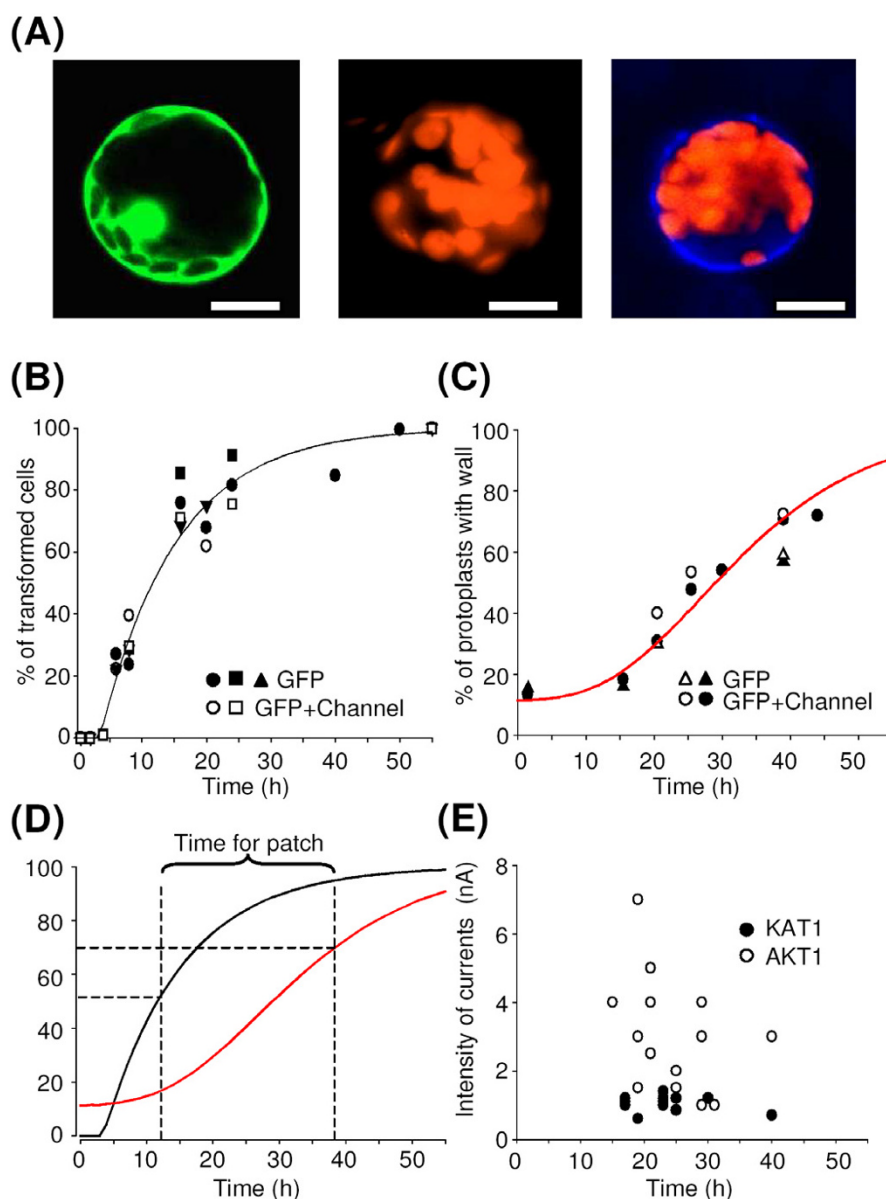 (A)
(B)
% of transformed cells
100
80
60
40
20
0
0 10 20 30 40 50
Time (h)
GFP
GFP+Channel
(C)
% of protoplasts with wall
100
80
60
40
20
0
0 10 20 30 40 50
Time (h)
GFP
GFP+Channel
(D)
Time for patch
100
80
60
40
20
0
0 10 20 30 40 50
Time (h)
(E)
Intensity of currents (nA)
8
6
4
2
0
0 10 20 30 40 50
Time (h)
KAT1
AKT1